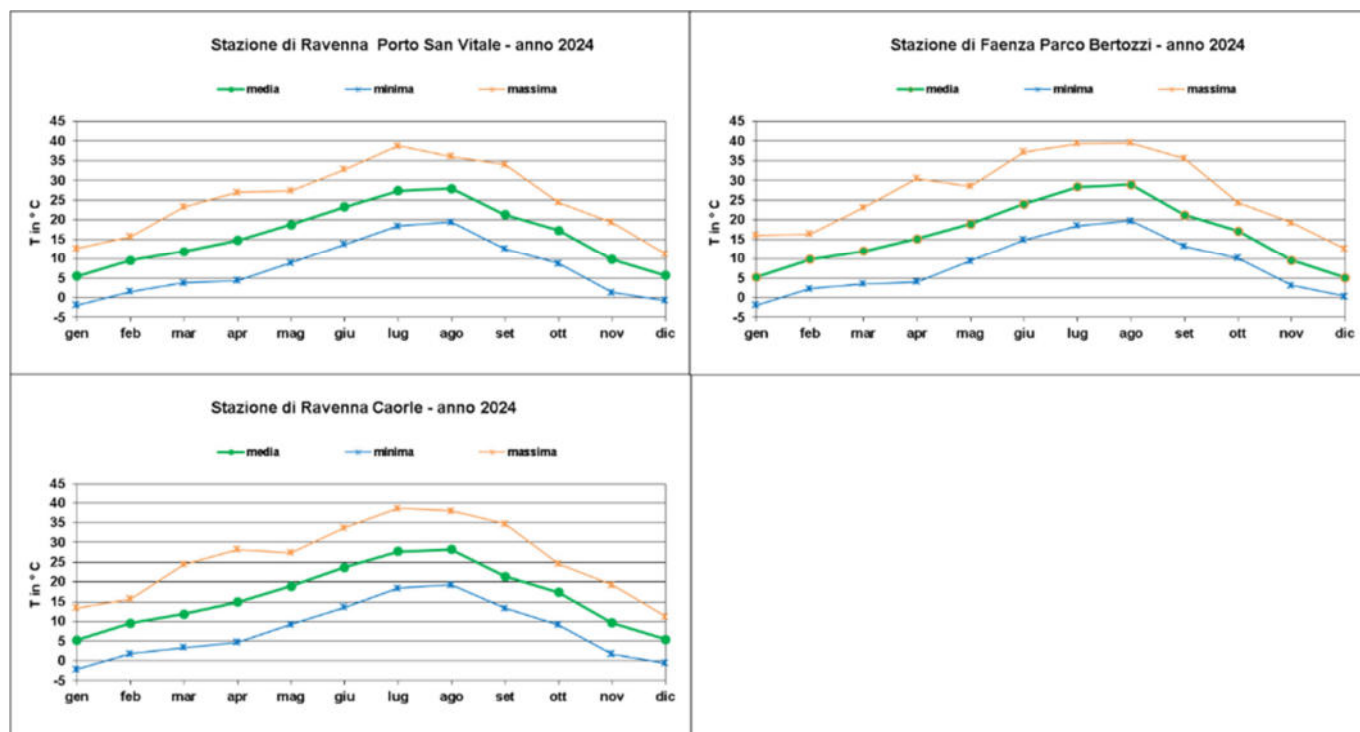 Stazione di Ravenna Porto San Vitale - anno 2024
media minima massima
45
40
35
30
25
20
15
10
5
0
-5
T in ° C
gen feb mar apr mag giu lug ago set ott nov dic
Stazione di Faenza Parco Bertozzi - anno 2024
media minima massima
45
40
35
30
25
20
15
10
5
0
-5
T in ° C
gen feb mar apr mag giu lug ago set ott nov dic
Stazione di Ravenna Caorle - anno 2024
media minima massima
45
40
35
30
25
20
15
10
5
0
-5
T in ° C
gen feb mar apr mag giu lug ago set ott nov dic